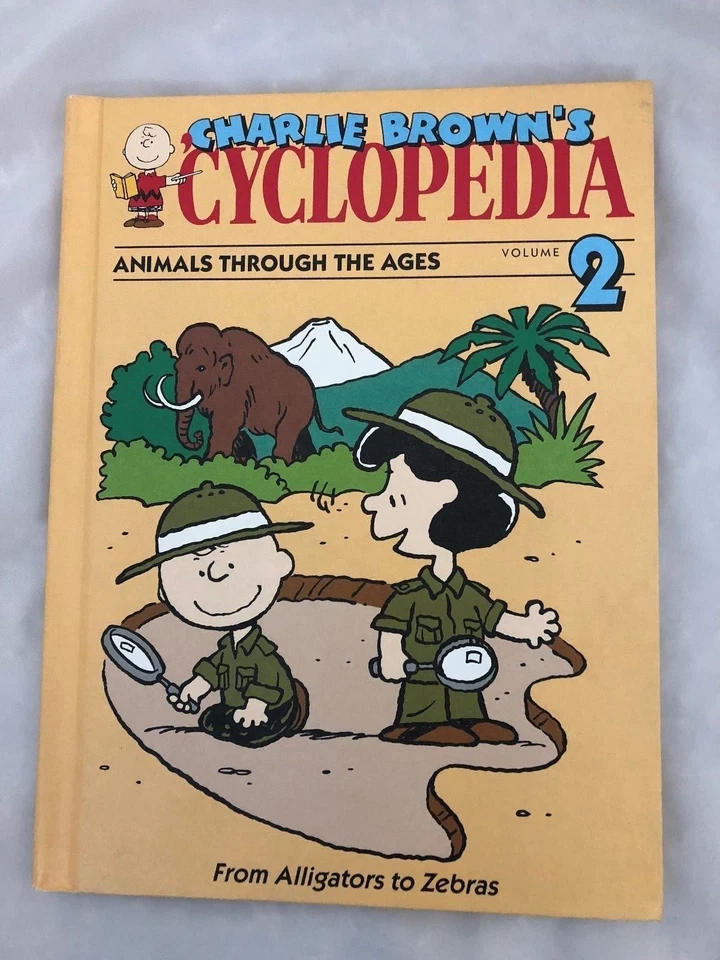 CHARLIE BROWN'S
'CYCLOPEDIA
ANIMALS THROUGH THE AGES
VOLUME 2
From Alligators to Zebras